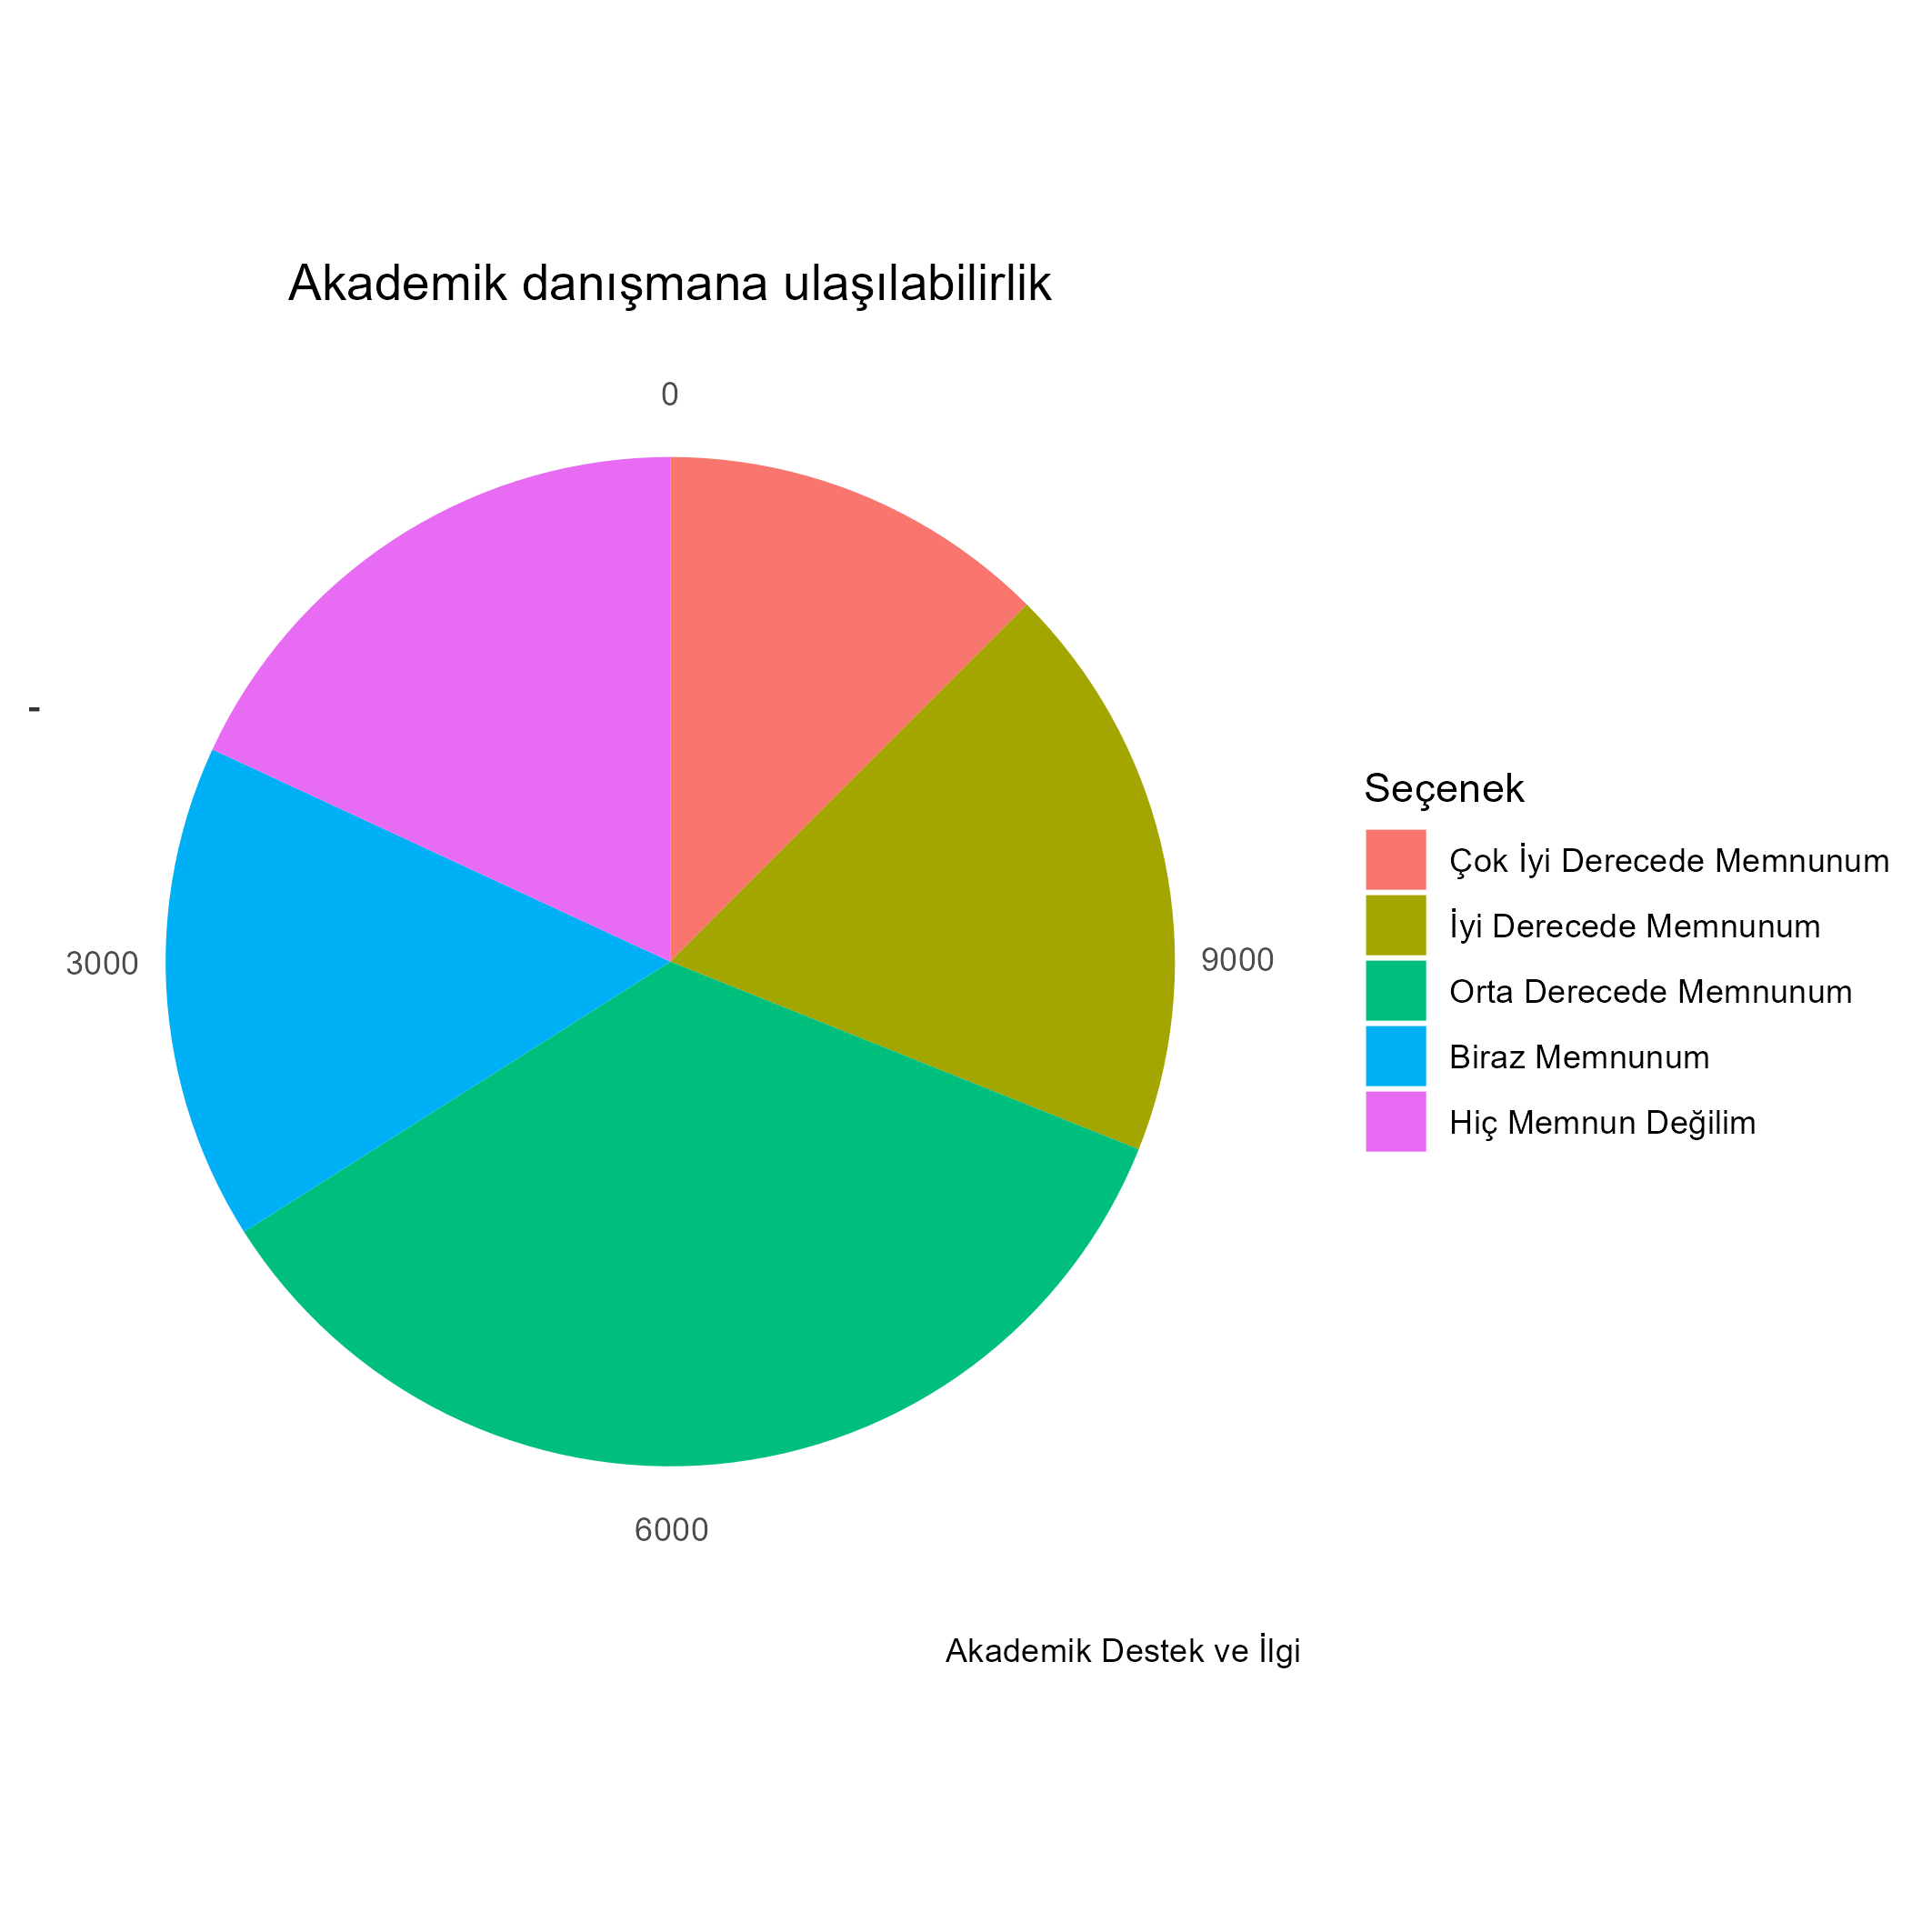 Akademik danışmana ulaşılabilirlik
0
-
3000
9000
6000
Seçenek
Çok İyi Derecede Memnunum
İyi Derecede Memnunum
Orta Derecede Memnunum
Biraz Memnunum
Hiç Memnun Değilim
Akademik Destek ve İlgi